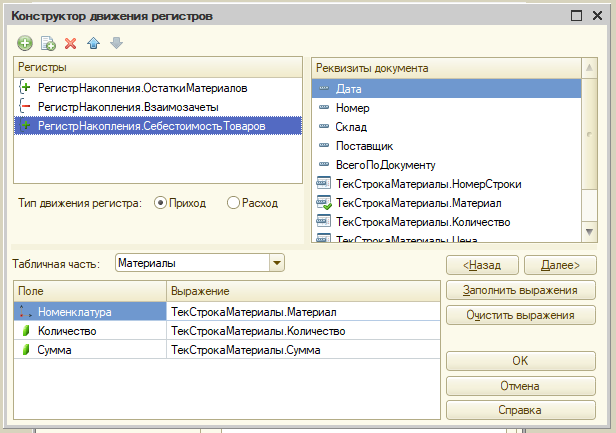 Конструктор движения регистров
Регистры
РегистрНакопления.ОстаткиМатериалов
РегистрНакопления.Взаимозачеты
РегистрНакопления.СебестоимостьТоваров
Тип движения регистра:
Приход
Расход
Реквизиты документа
Дата
Номер
Склад
Поставщик
ВсегоПоДокументу
ТекСтрокаМатериалы.НомерСтроки
ТекСтрокаМатериалы.Материал
ТекСтрокаМатериалы.Количество
ТекСтрокаМатериалы.Цена
Табличная часть: Материалы
<Назад Далее>
Поле Выражение
Номенклатура ТекСтрокаМатериалы.Материал
Количество ТекСтрокаМатериалы.Количество
Сумма ТекСтрокаМатериалы.Сумма
Заполнить выражения
Очистить выражения
OK
Отмена
Справка